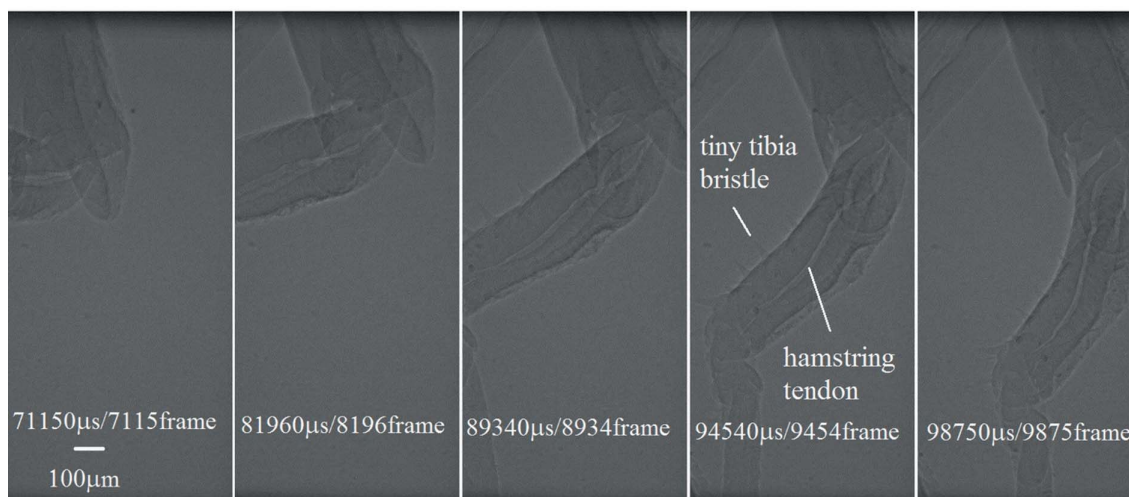 tiny tibia
bristle
hamstring
tendon
71150μs/7115frame
81960μs/8196frame
89340μs/8934frame
94540μs/9454frame
98750μs/9875frame
100μm